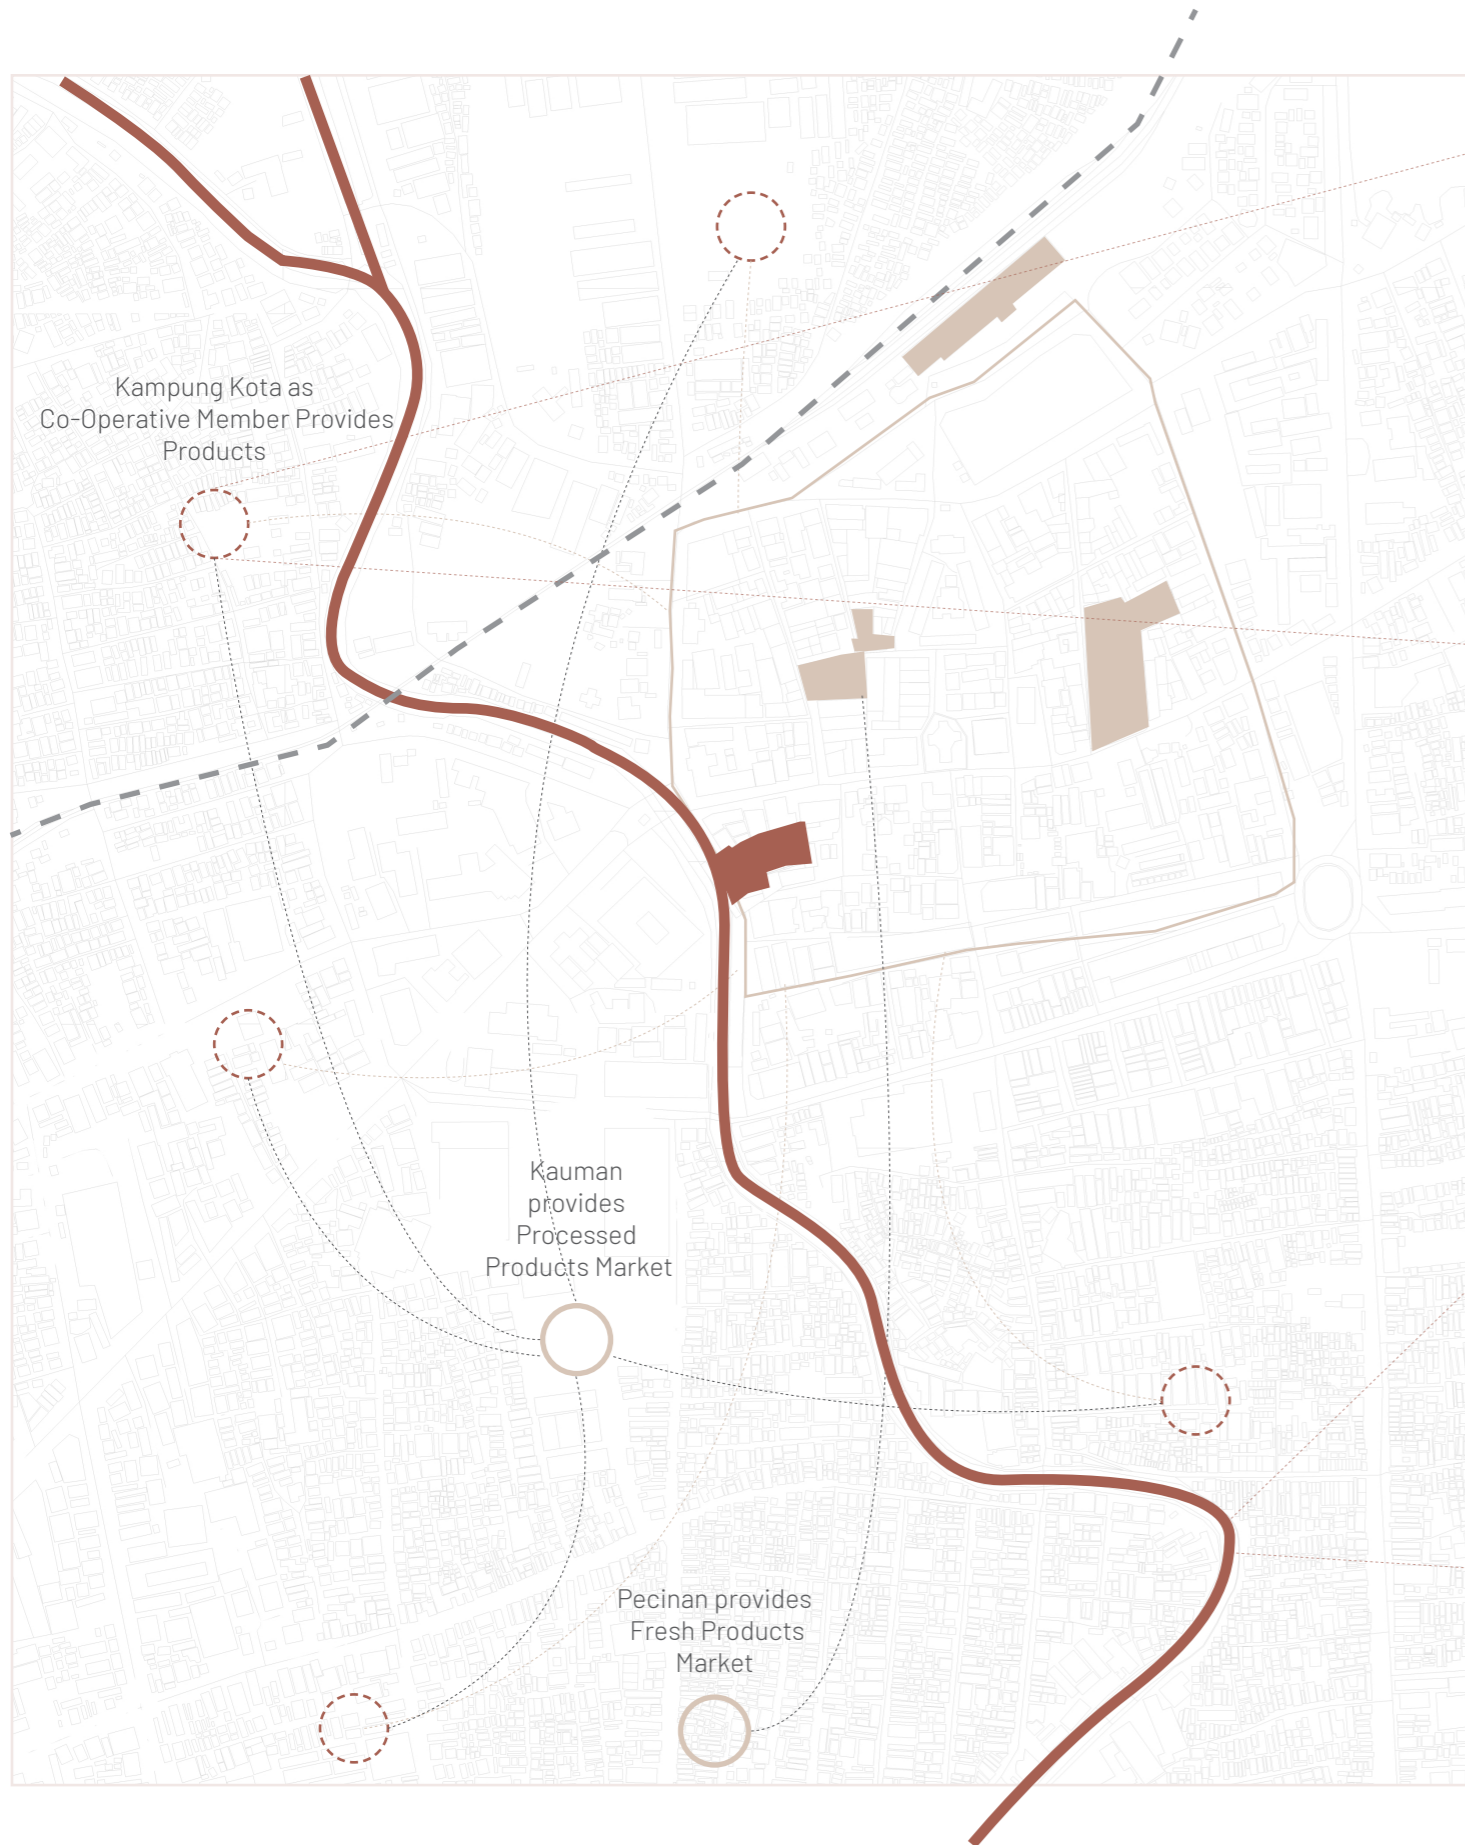 Kampung Kota as
Co-Operative Member Provides
Products
Kauman
provides
Processed
Products Market
Pecinan provides
Fresh Products
Market